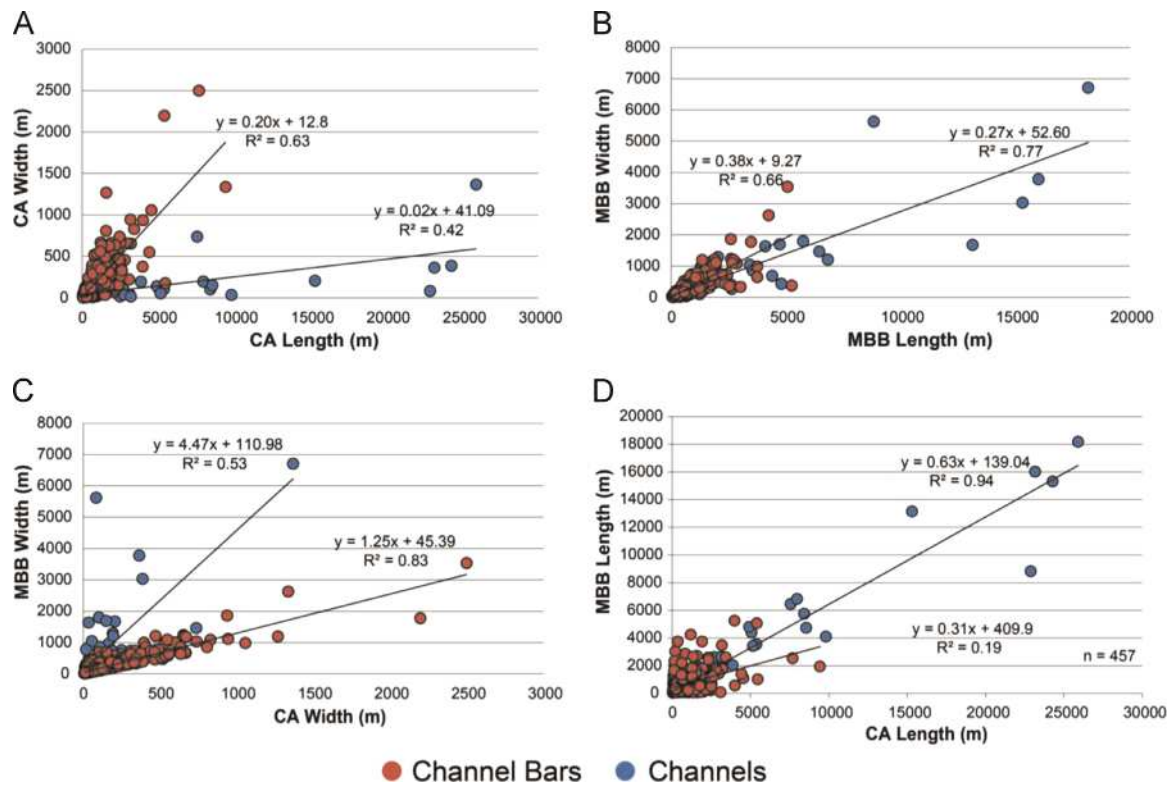 A
3000
2500
2000
1500
1000
500
0
CA Width (m)
y = 0.20x + 12.8
R² = 0.63
y = 0.02x + 41.09
R² = 0.42
0 5000 10000 15000 20000 25000 30000
CA Length (m)
B
8000
7000
6000
5000
4000
3000
2000
1000
0
MBB Width (m)
y = 0.27x + 52.60
R² = 0.77
y = 0.38x + 9.27
R² = 0.66
0 5000 10000 15000 20000
MBB Length (m)
C
8000
7000
6000
5000
4000
3000
2000
1000
0
MBB Width (m)
y = 4.47x + 110.98
R² = 0.53
y = 1.25x + 45.39
R² = 0.83
0 500 1000 1500 2000 2500 3000
CA Width (m)
D
20000
18000
16000
14000
12000
10000
8000
6000
4000
2000
0
MBB Length (m)
y = 0.63x + 139.04
R² = 0.94
y = 0.31x + 409.9
R² = 0.19
n = 457
0 5000 10000 15000 20000 25000 30000
CA Length (m)
Channel Bars Channels